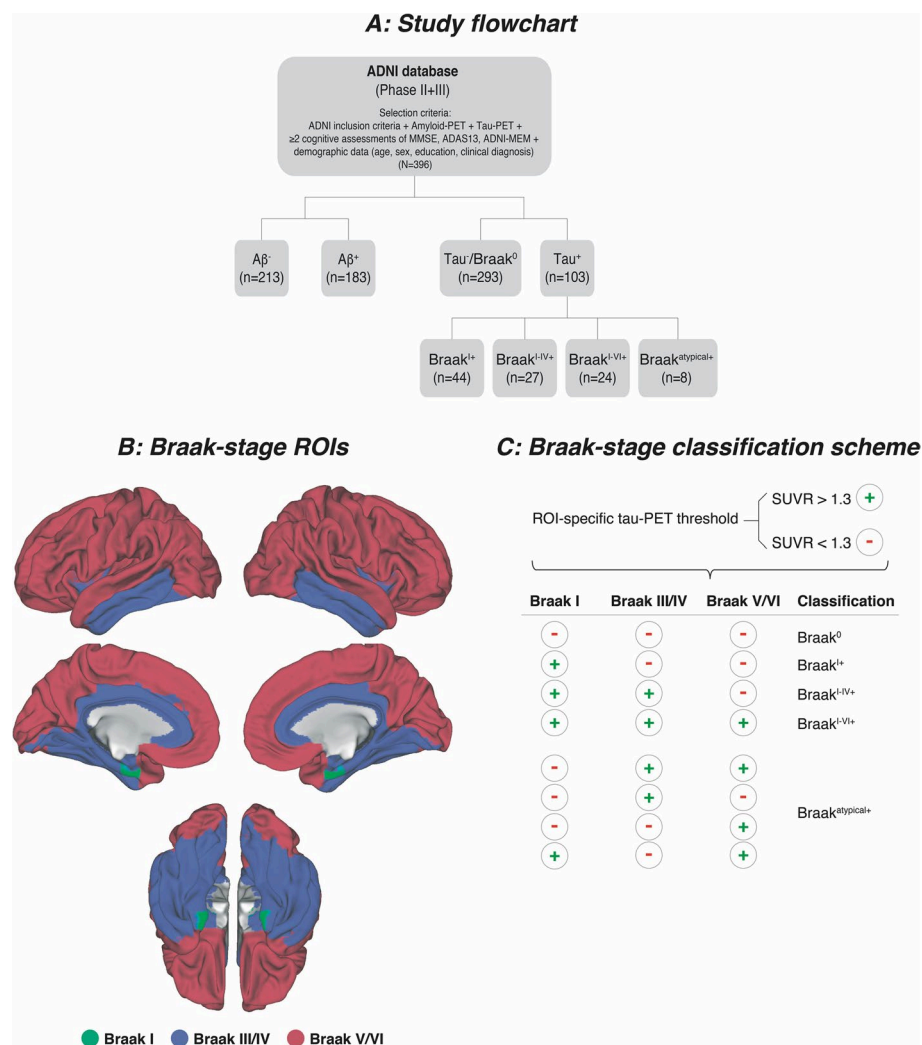 A: Study flowchart
ADNI database
(Phase II+III)
Selection criteria:
ADNI inclusion criteria + Amyloid-PET + Tau-PET +
≥2 cognitive assessments of MMSE, ADAS13, ADNI-MEM +
demographic data (age, sex, education, clinical diagnosis)
(N=396)
Aβ⁻
(n=213)
Aβ⁺
(n=183)
Tau⁻/Braak⁰
(n=293)
Tau⁺
(n=103)
Braakᴵ⁺
(n=44)
Braakᴵ⁻ᴵⱽ⁺
(n=27)
Braakᴵ⁻ⱽᴵ⁺
(n=24)
Braakᵃᵗʸᵖⁱᶜᵃˡ⁺
(n=8)
B: Braak-stage ROIs
Braak I Braak III/IV Braak V/VI
C: Braak-stage classification scheme
ROI-specific tau-PET threshold
SUVR > 1.3 +
SUVR < 1.3 -
Braak I Braak III/IV Braak V/VI Classification
- - - Braak⁰
+ - - Braakᴵ⁺
+ + - Braakᴵ⁻ᴵⱽ⁺
+ + + Braakᴵ⁻ⱽᴵ⁺
- + +
- + -
Braakᵃᵗʸᵖⁱᶜᵃˡ⁺
- - +
+ - +